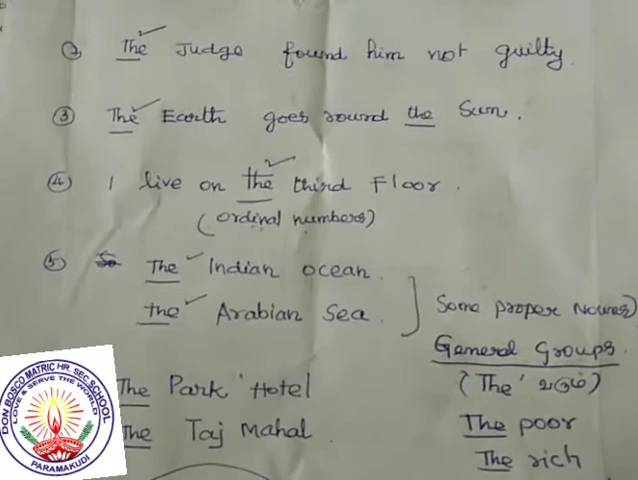 ② The Judge found him not guilty.
③ The Earth goes round the Sun.
④ I live on the third Floor.
(ordinal numbers)
⑤ The Indian ocean.
the Arabian Sea.
Some proper Nouns)
General Groups.
The Park Hotel
('The' வரும்)
The Taj Mahal
The poor
The rich
DON BOSCO MATRIC HR. SEC. SCHOOL
LOVE & SERVE THE WORLD
PARAMAKUDI